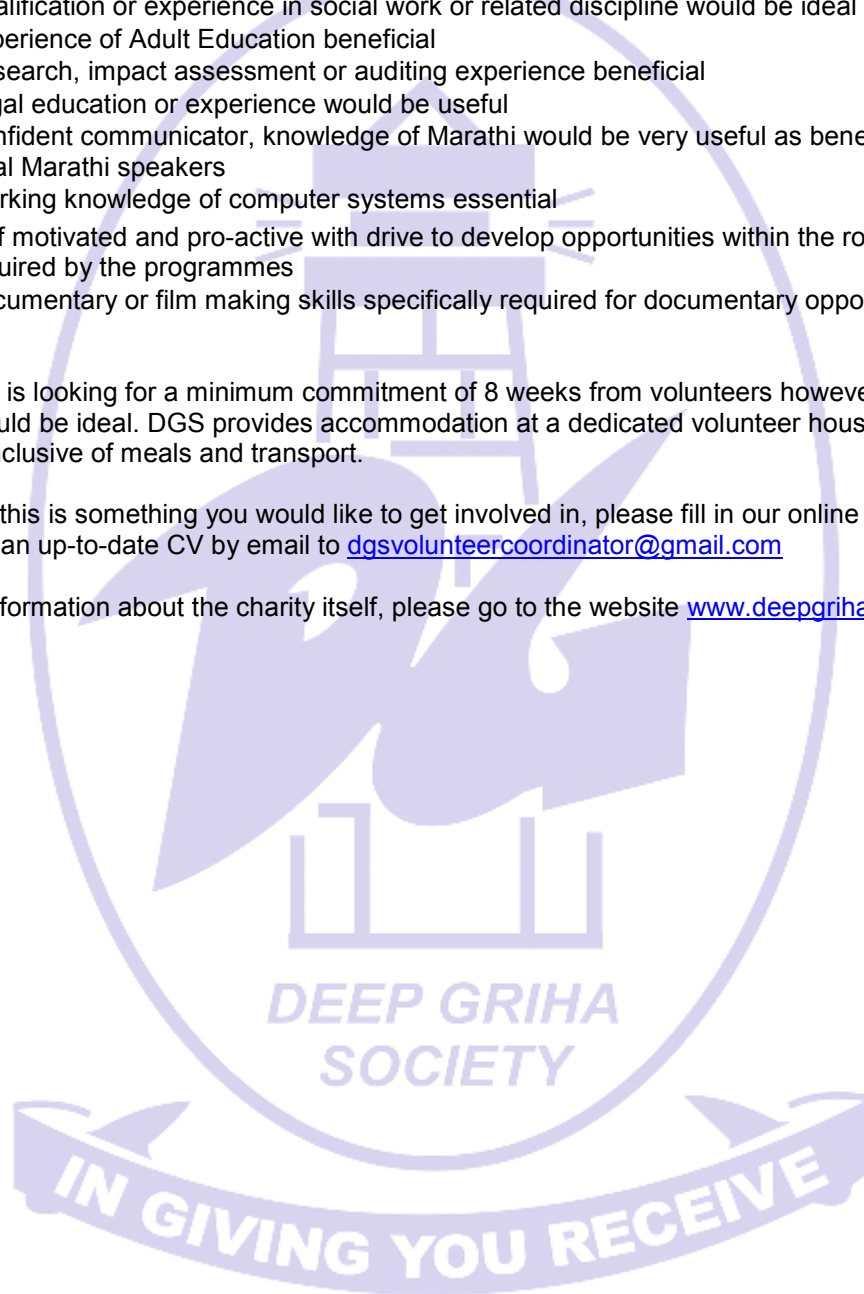 alification or experience in social work or related discipline would be ideal
perience of Adult Education beneficial
search, impact assessment or auditing experience beneficial
gal education or experience would be useful
nfident communicator, knowledge of Marathi would be very useful as bene
al Marathi speakers
rking knowledge of computer systems essential
f motivated and pro-active with drive to develop opportunities within the ro
uired by the programmes
cumentary or film making skills specifically required for documentary oppo
is looking for a minimum commitment of 8 weeks from volunteers howeve
ould be ideal. DGS provides accommodation at a dedicated volunteer hous
nclusive of meals and transport.
this is something you would like to get involved in, please fill in our online
an up-to-date CV by email to dgsvolunteercoordinator@gmail.com
formation about the charity itself, please go to the website www.deepgriha
DEEP GRIHA
SOCIETY
IN GIVING YOU RECEIVE